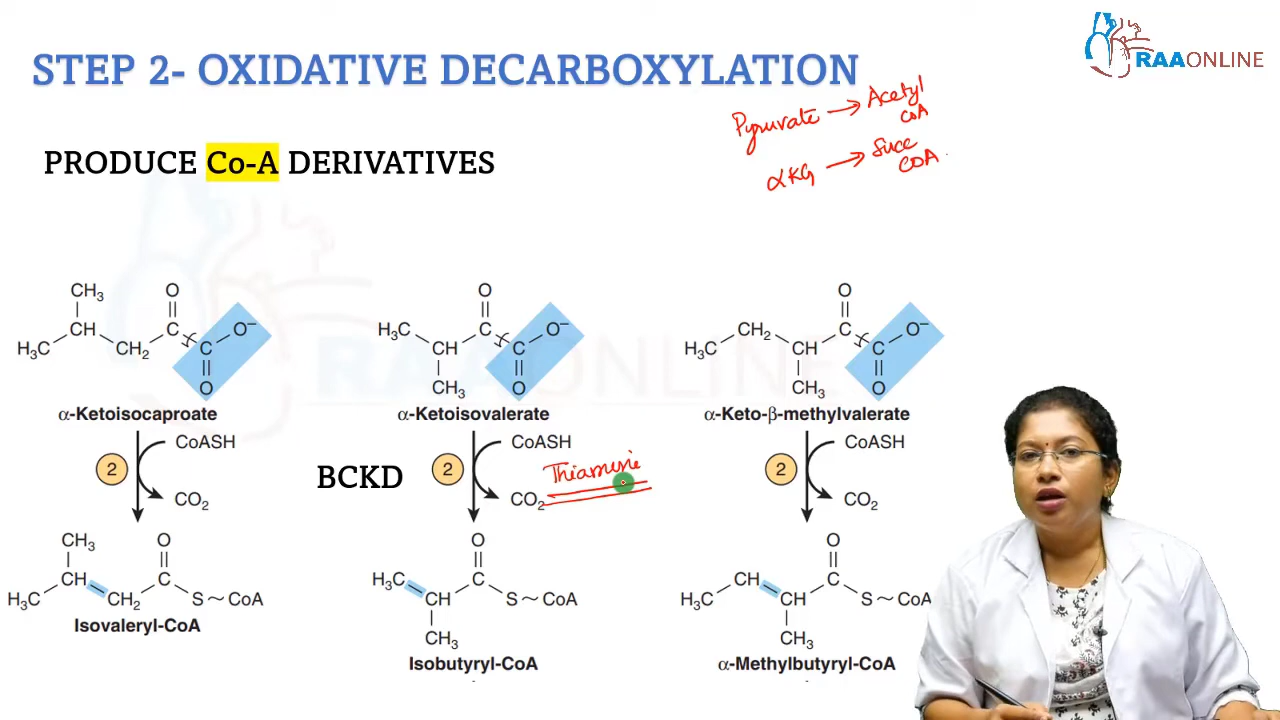 STEP 2- OXIDATIVE DECARBOXYLATION
RAAONLINE
Pyruvate → Acetyl CoA
αKG → Succ COA
PRODUCE Co-A DERIVATIVES
RAAONLINE
CH3
O
H3C
CH
CH2
C
C
O–
O
α-Ketoisocaproate
2
CoASH
CO2
CH3
O
H3C
CH
CH2
C
S ~ CoA
Isovaleryl-CoA
O
H3C
CH
CH3
C
C
O–
O
α-Ketoisovalerate
BCKD
2
CoASH
CO2
Thiamine
O
H3C
CH
CH3
C
S ~ CoA
Isobutyryl-CoA
O
H3C
CH2
CH
CH3
C
C
O–
O
α-Keto-β-methylvalerate
2
CoASH
CO2
O
H3C
CH
CH
CH3
C
S ~ CoA
α-Methylbutyryl-CoA